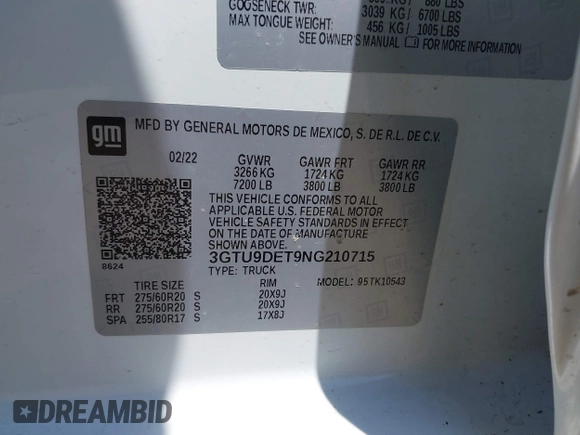 880 LBS
GOOSENECK TWR: 3039 KG/ 6700 LBS
MAX TONGUE WEIGHT: 456 KG/ 1005 LBS
SEE OWNER'S MANUAL FOR MORE INFORMATION
gm
MFD BY GENERAL MOTORS DE MEXICO, S. DE R.L. DE C.V.
02/22 GVWR GAWR FRT GAWR RR
3266 KG 1724 KG 1724 KG
7200 LB 3800 LB 3800 LB
THIS VEHICLE CONFORMS TO ALL
APPLICABLE U.S. FEDERAL MOTOR
VEHICLE SAFETY STANDARDS IN EFFECT
ON THE DATE OF MANUFACTURE
SHOWN ABOVE.
8624
3GTU9DET9NG210715
TYPE: TRUCK MODEL: 95TK10543
TIRE SIZE RIM
FRT 275/60R20 S 20X9J
RR 275/60R20 S 20X9J
SPA 255/80R17 S 17X8J
DREAMBID